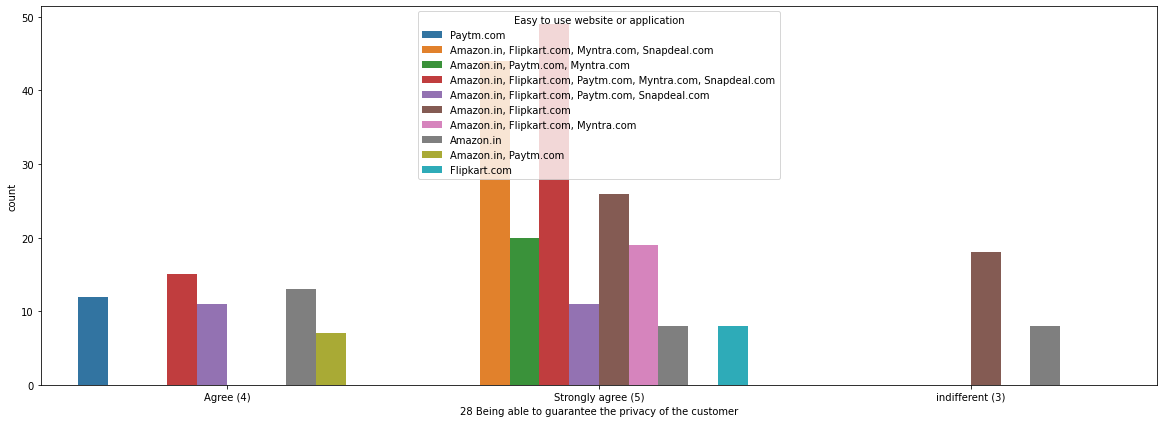 50
40
30
20
10
0
count
Easy to use website or application
Paytm.com
Amazon.in, Flipkart.com, Myntra.com, Snapdeal.com
Amazon.in, Paytm.com, Myntra.com
Amazon.in, Flipkart.com, Paytm.com, Myntra.com, Snapdeal.com
Amazon.in, Flipkart.com, Paytm.com, Snapdeal.com
Amazon.in, Flipkart.com
Amazon.in, Flipkart.com, Myntra.com
Amazon.in
Amazon.in, Paytm.com
Flipkart.com
Agree (4) Strongly agree (5) indifferent (3)
28 Being able to guarantee the privacy of the customer